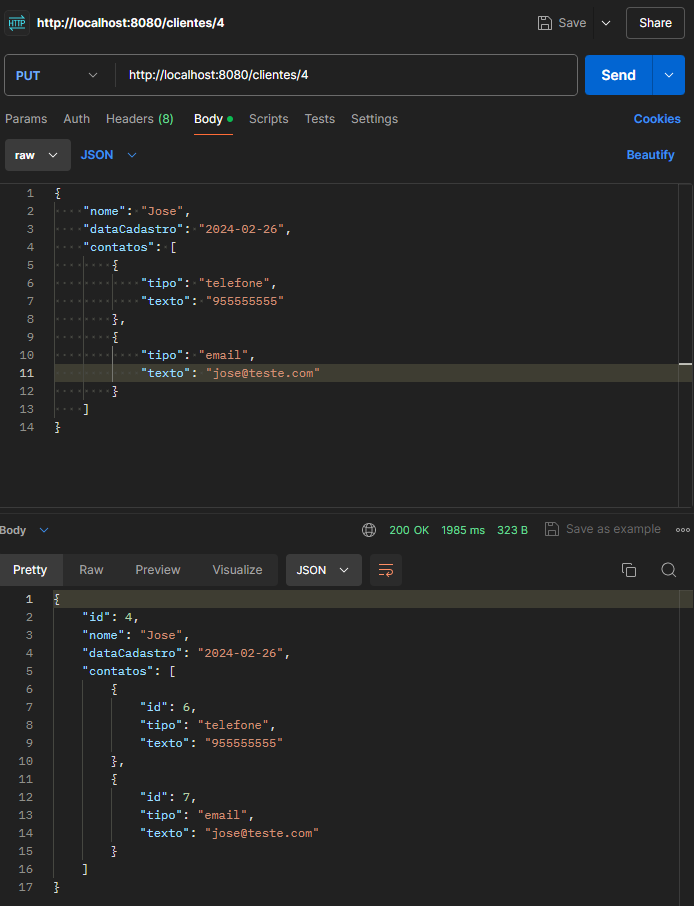 HTTP http://localhost:8080/clientes/4 Save Share
PUT http://localhost:8080/clientes/4 Send
Params Auth Headers (8) Body Scripts Tests Settings Cookies
raw JSON Beautify
1 {
2 "nome": "Jose",
3 "dataCadastro": "2024-02-26",
4 "contatos": [
5 {
6 "tipo": "telefone",
7 "texto": "955555555"
8 },
9 {
10 "tipo": "email",
11 "texto": "jose@teste.com"
12 }
13 ]
14 }
Body 200 OK 1985 ms 323 B Save as example
Pretty Raw Preview Visualize JSON
1 {
2 "id": 4,
3 "nome": "Jose",
4 "dataCadastro": "2024-02-26",
5 "contatos": [
6 {
7 "id": 6,
8 "tipo": "telefone",
9 "texto": "955555555"
10 },
11 {
12 "id": 7,
13 "tipo": "email",
14 "texto": "jose@teste.com"
15 }
16 ]
17 }